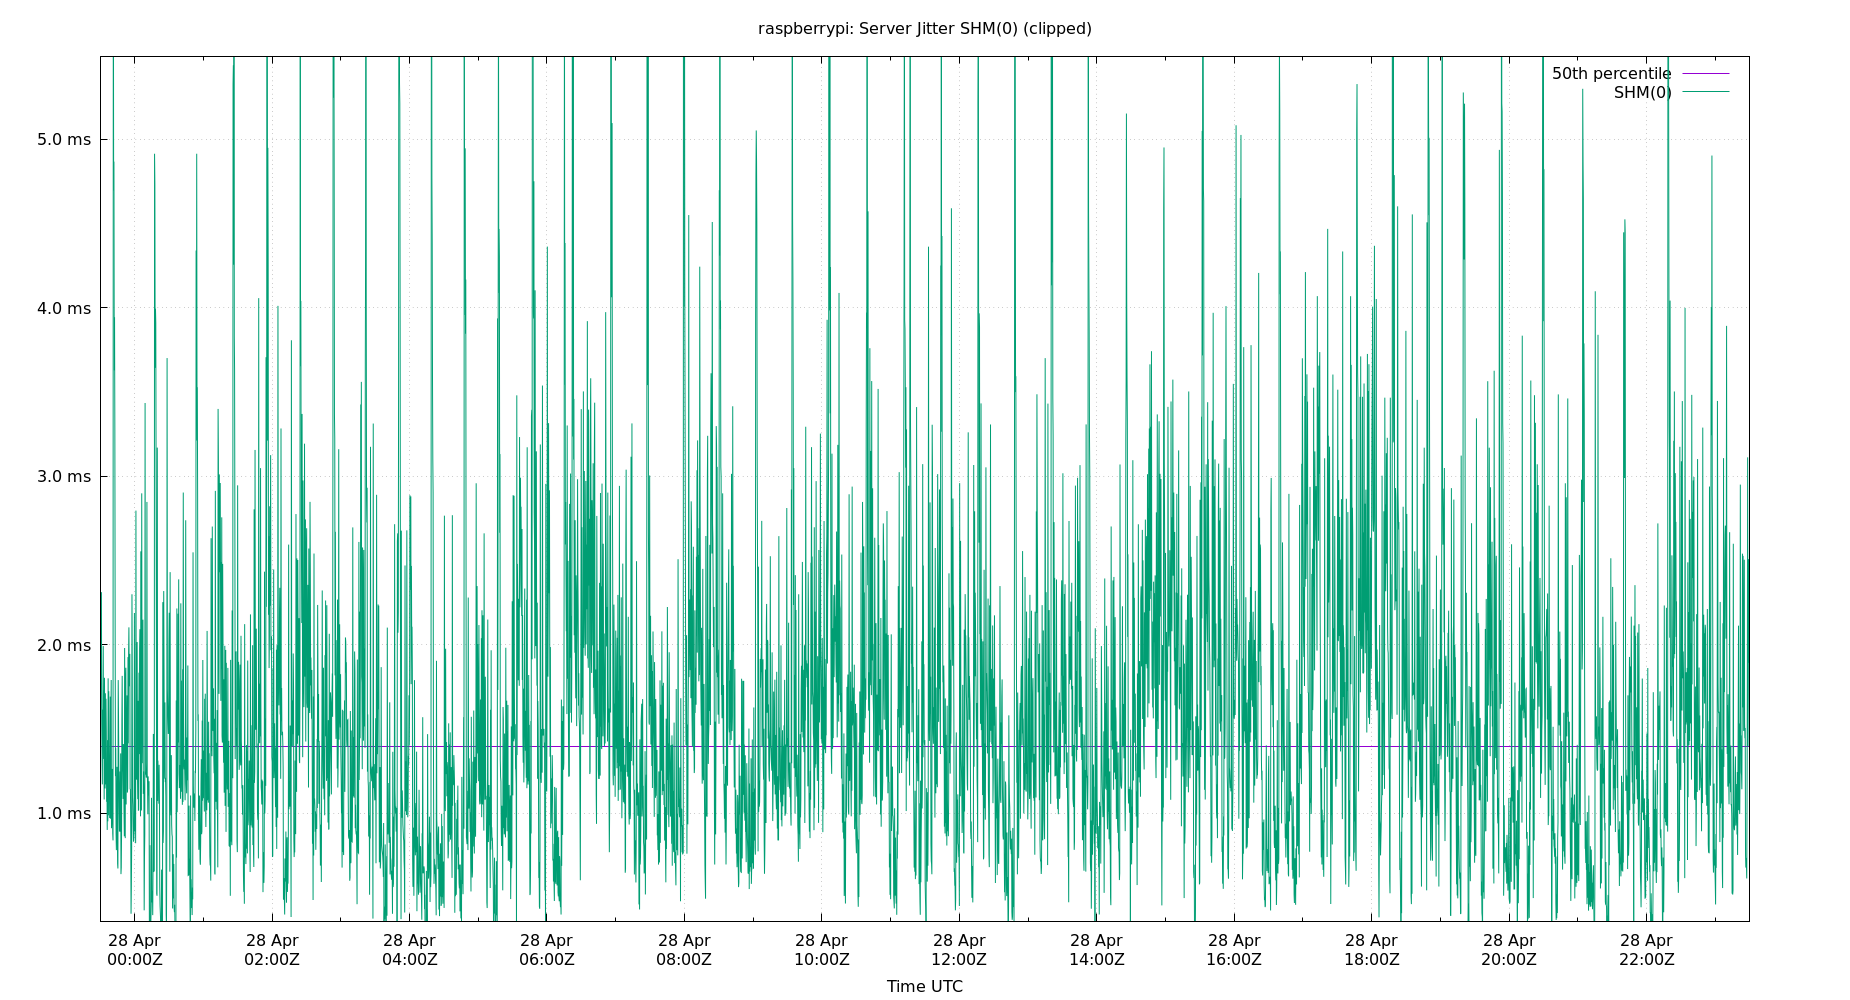 raspberrypi: Server Jitter SHM(0) (clipped)
50th percentile
SHM(0)
5.0 ms
4.0 ms
3.0 ms
2.0 ms
1.0 ms
28 Apr 28 Apr 28 Apr 28 Apr 28 Apr 28 Apr 28 Apr 28 Apr 28 Apr 28 Apr 28 Apr 28 Apr
00:00Z 02:00Z 04:00Z 06:00Z 08:00Z 10:00Z 12:00Z 14:00Z 16:00Z 18:00Z 20:00Z 22:00Z
Time UTC